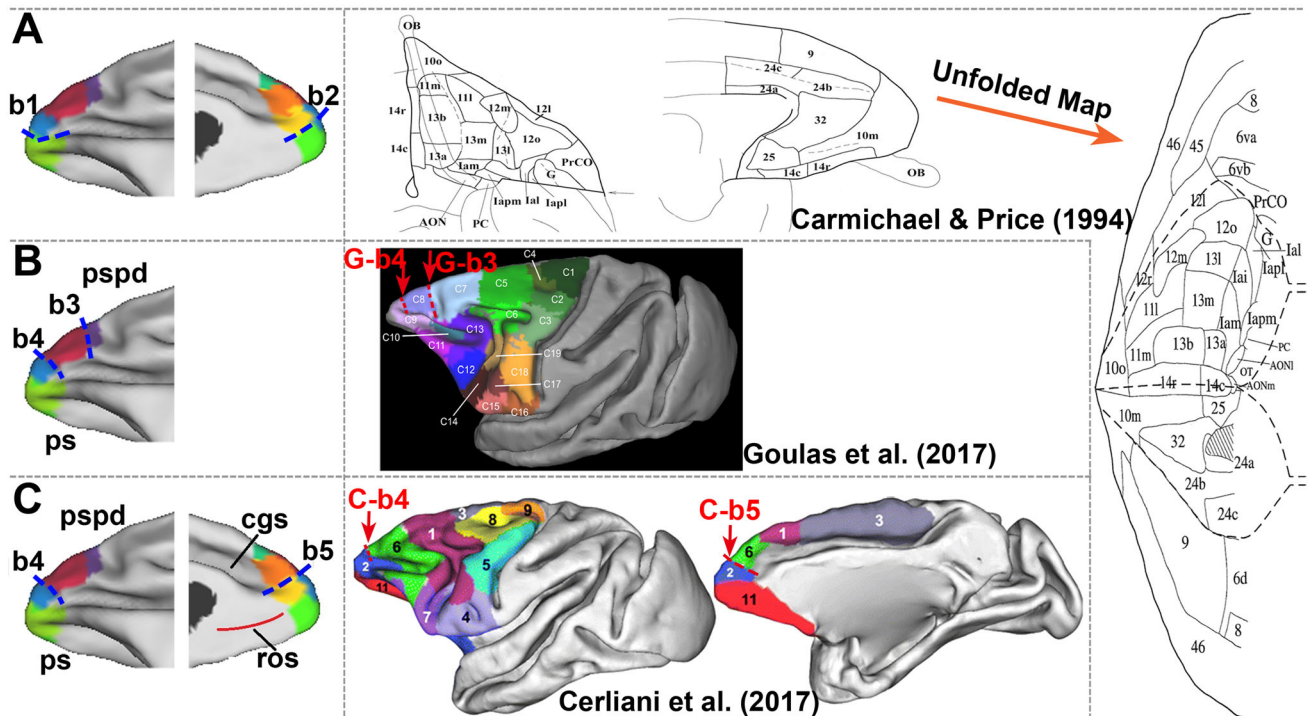 A
b1
b2
OB
10o
11m
11l
14r
12m
12l
13b
13m
12o
14c
13a
13l
PrCO
Iam
G
Iapm
Ial
Iapl
AON
PC
9
24c
24a
24b
32
10m
25
14r
14c
OB
Carmichael & Price (1994)
Unfolded Map
8
46
45
6va
6vb
12l
PrCO
12o
G
Ial
12m
13l
Iapl
12r
Iai
13m
11l
Iam
Iapm
11m
13b
13a
PC
10o
OT
AONl
14r
14c
AONm
10m
25
32
24a
24b
24c
9
6d
8
46
B
pspd
b3
b4
ps
G-b4
G-b3
C4
C1
C7
C5
C8
C2
C9
C6
C3
C10
C13
C11
C19
C12
C18
C17
C14
C15
C16
Goulas et al. (2017)
C
pspd
cgs
b4
b5
ps
ros
C-b4
3
9
1
8
6
2
5
11
7
4
C-b5
1
3
6
2
11
Cerliani et al. (2017)